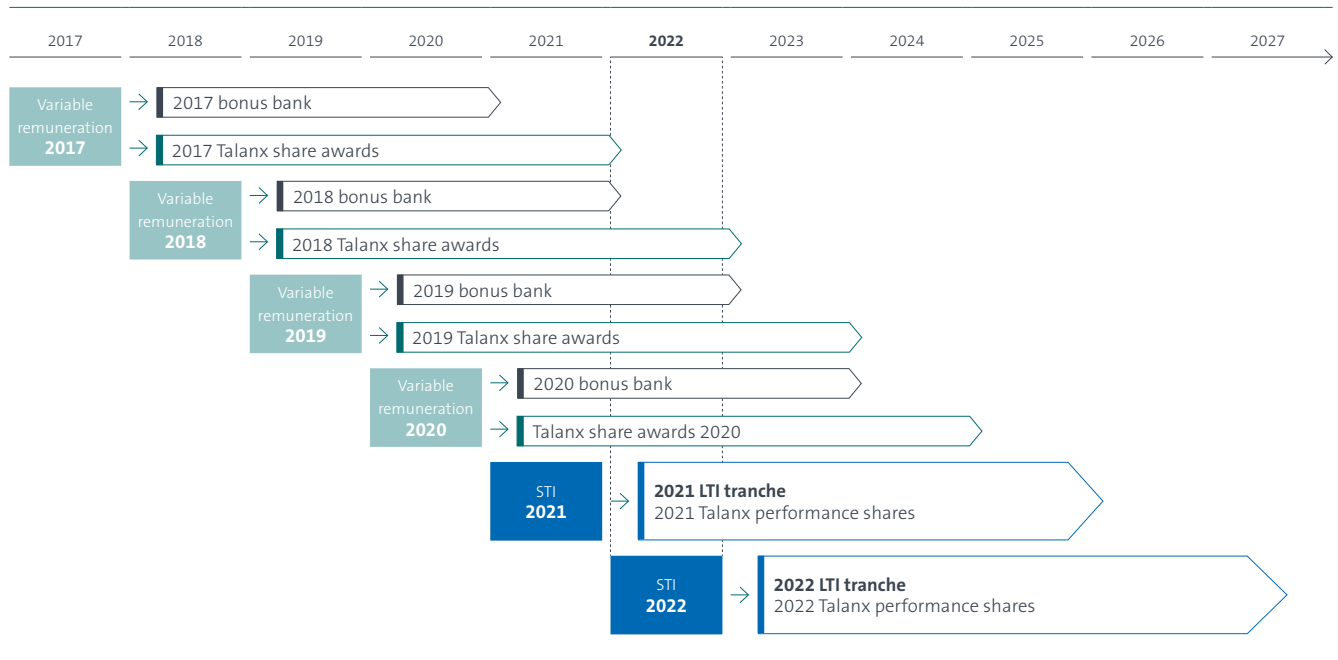 2017 2018 2019 2020 2021 2022 2023 2024 2025 2026 2027
Variable
remuneration
2017
2017 bonus bank
2017 Talanx share awards
Variable
remuneration
2018
2018 bonus bank
2018 Talanx share awards
Variable
remuneration
2019
2019 bonus bank
2019 Talanx share awards
Variable
remuneration
2020
2020 bonus bank
Talanx share awards 2020
STI
2021
2021 LTI tranche
2021 Talanx performance shares
STI
2022
2022 LTI tranche
2022 Talanx performance shares